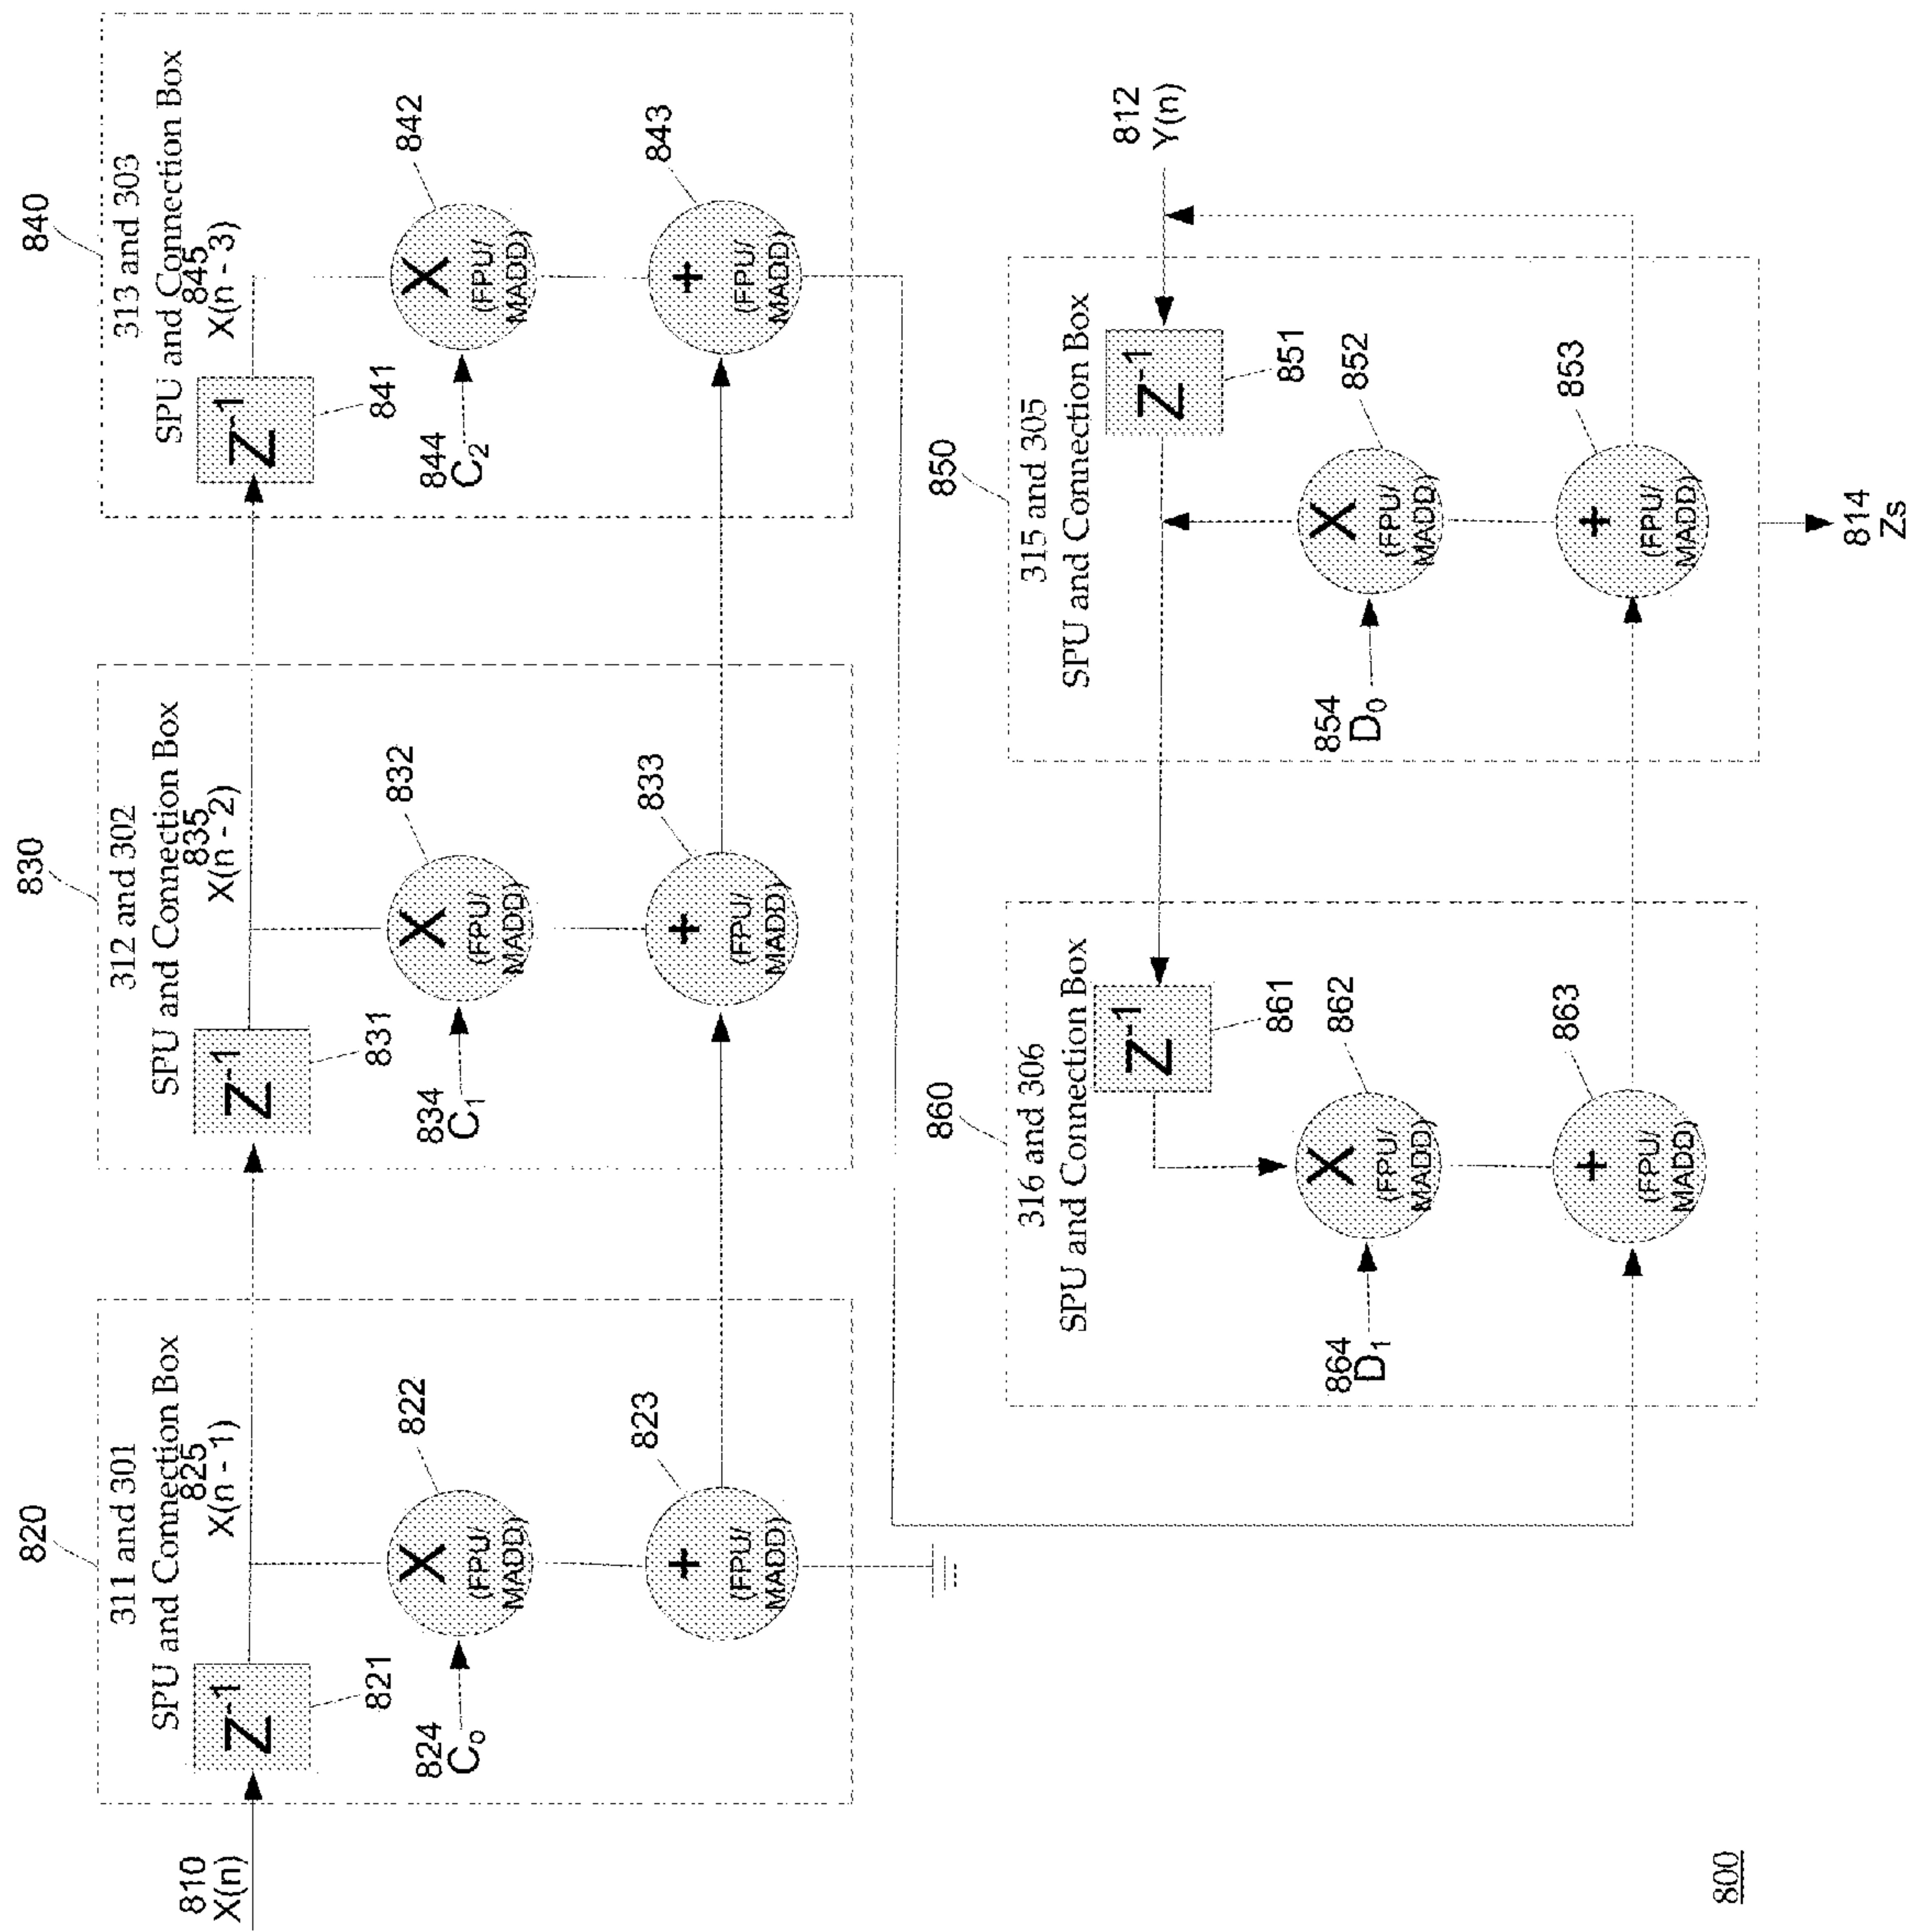 820
830
840
311 and 301
SPU and Connection Box
825
X(n - 1)
312 and 302
SPU and Connection Box
835
X(n - 2)
313 and 303
SPU and Connection Box
845
X(n - 3)
810
X(n)
Z-1
821
Z-1
831
Z-1
841
824
C0
X
(FPU/
MADD)
822
834
C1
X
(FPU/
MADD)
832
844
C2
X
(FPU/
MADD)
842
+
(FPU/
MADD)
823
+
(FPU/
MADD)
833
+
(FPU/
MADD)
843
860
850
316 and 306
SPU and Connection Box
315 and 305
SPU and Connection Box
812
Y(n)
Z-1
861
Z-1
851
864
D1
X
(FPU/
MADD)
862
854
D0
X
(FPU/
MADD)
852
+
(FPU/
MADD)
863
+
(FPU/
MADD)
853
814
Zs
800